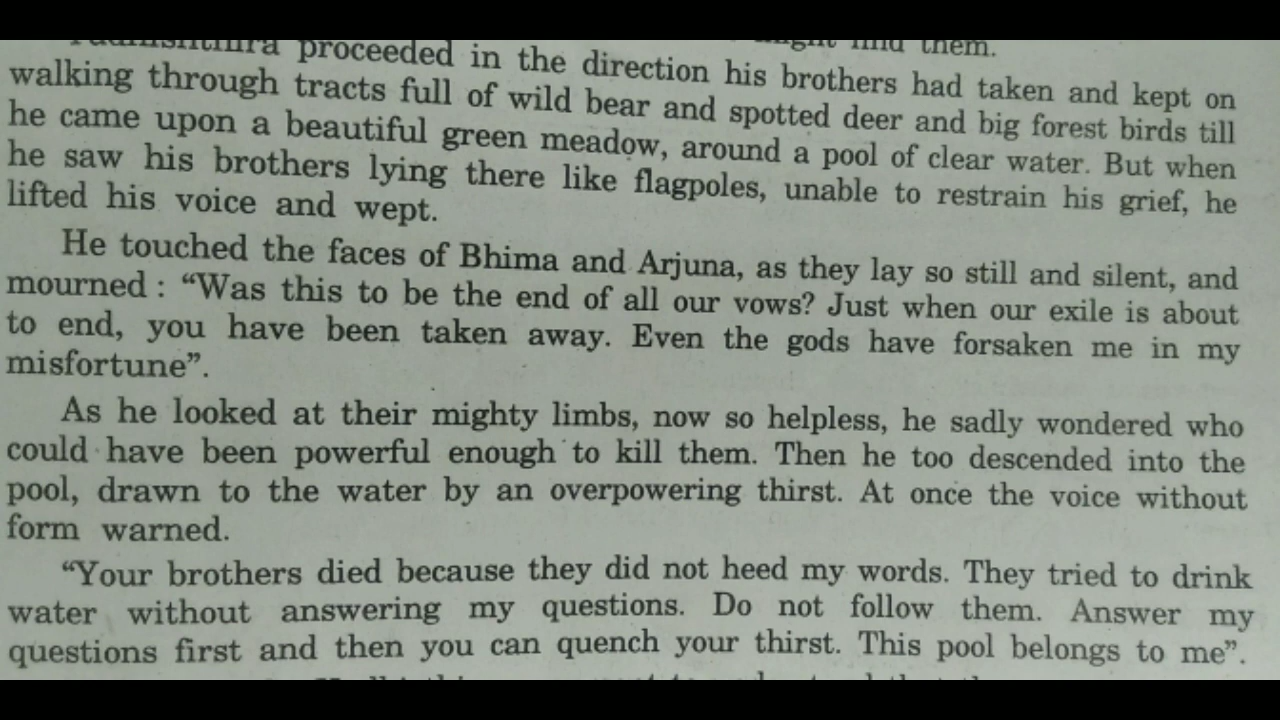 might find them.
Yudhishthira proceeded in the direction his brothers had taken and kept on
walking through tracts full of wild bear and spotted deer and big forest birds till
he came upon a beautiful green meadow, around a pool of clear water. But when
he saw his brothers lying there like flagpoles, unable to restrain his grief, he
lifted his voice and wept.
He touched the faces of Bhima and Arjuna, as they lay so still and silent, and
mourned : “Was this to be the end of all our vows? Just when our exile is about
to end, you have been taken away. Even the gods have forsaken me in my
misfortune”.
As he looked at their mighty limbs, now so helpless, he sadly wondered who
could have been powerful enough to kill them. Then he too descended into the
pool, drawn to the water by an overpowering thirst. At once the voice without
form warned.
“Your brothers died because they did not heed my words. They tried to drink
water without answering my questions. Do not follow them. Answer my
questions first and then you can quench your thirst. This pool belongs to me”.